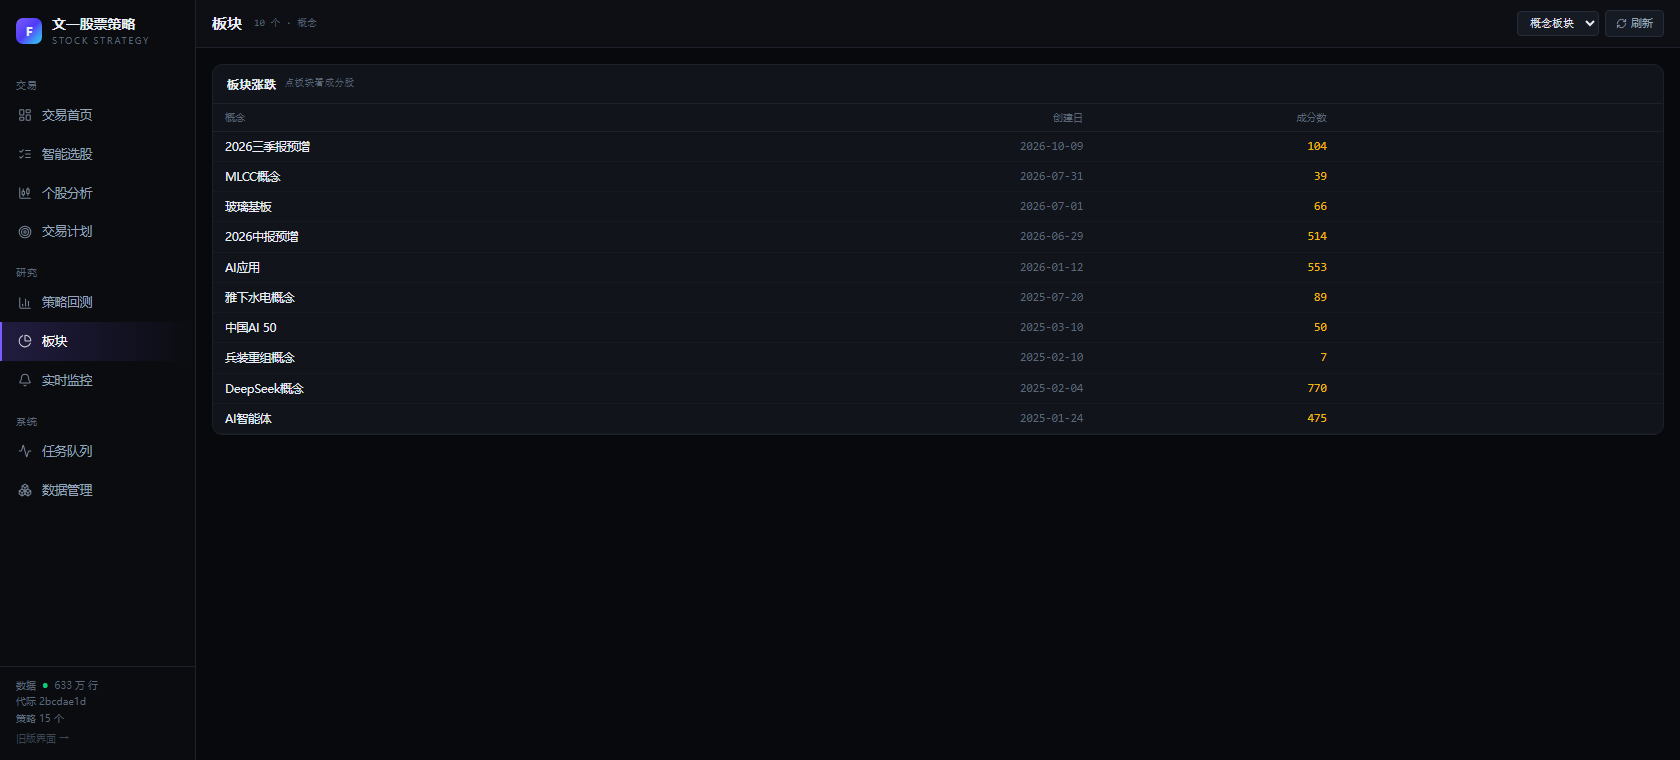 F
文一股票策略
STOCK STRATEGY
交易
交易首页
智能选股
个股分析
交易计划
研究
策略回测
板块
实时监控
系统
任务队列
数据管理
数据 ● 633 万 行
代际 2bcdae1d
策略 15 个
旧版界面 →
板块 10 个 · 概念
概念板块 刷新
板块涨跌 点板块看成分股
概念 创建日 成分数
2026三季报预增 2026-10-09 104
MLCC概念 2026-07-31 39
玻璃基板 2026-07-01 66
2026中报预增 2026-06-29 514
AI应用 2026-01-12 553
雅下水电概念 2025-07-20 89
中国AI 50 2025-03-10 50
兵装重组概念 2025-02-10 7
DeepSeek概念 2025-02-04 770
AI智能体 2025-01-24 475